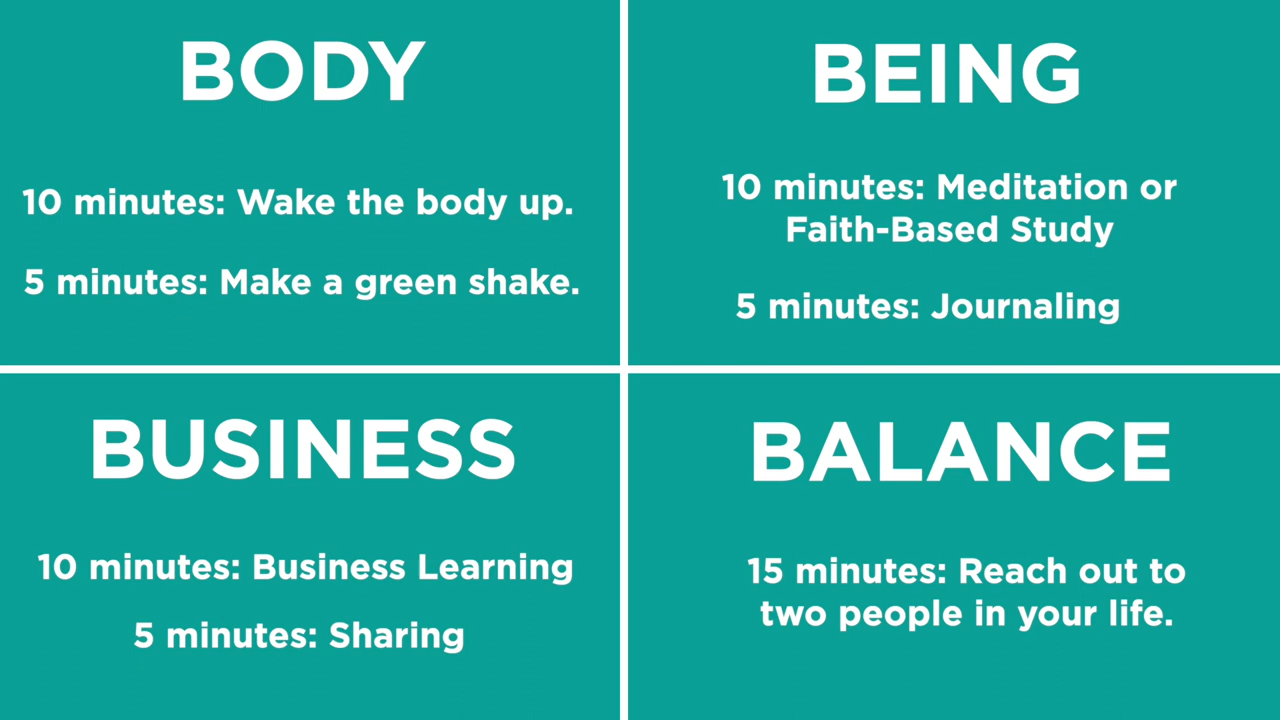 BODY
10 minutes: Wake the body up.
5 minutes: Make a green shake.
BEING
10 minutes: Meditation or
Faith-Based Study
5 minutes: Journaling
BUSINESS
10 minutes: Business Learning
5 minutes: Sharing
BALANCE
15 minutes: Reach out to
two people in your life.